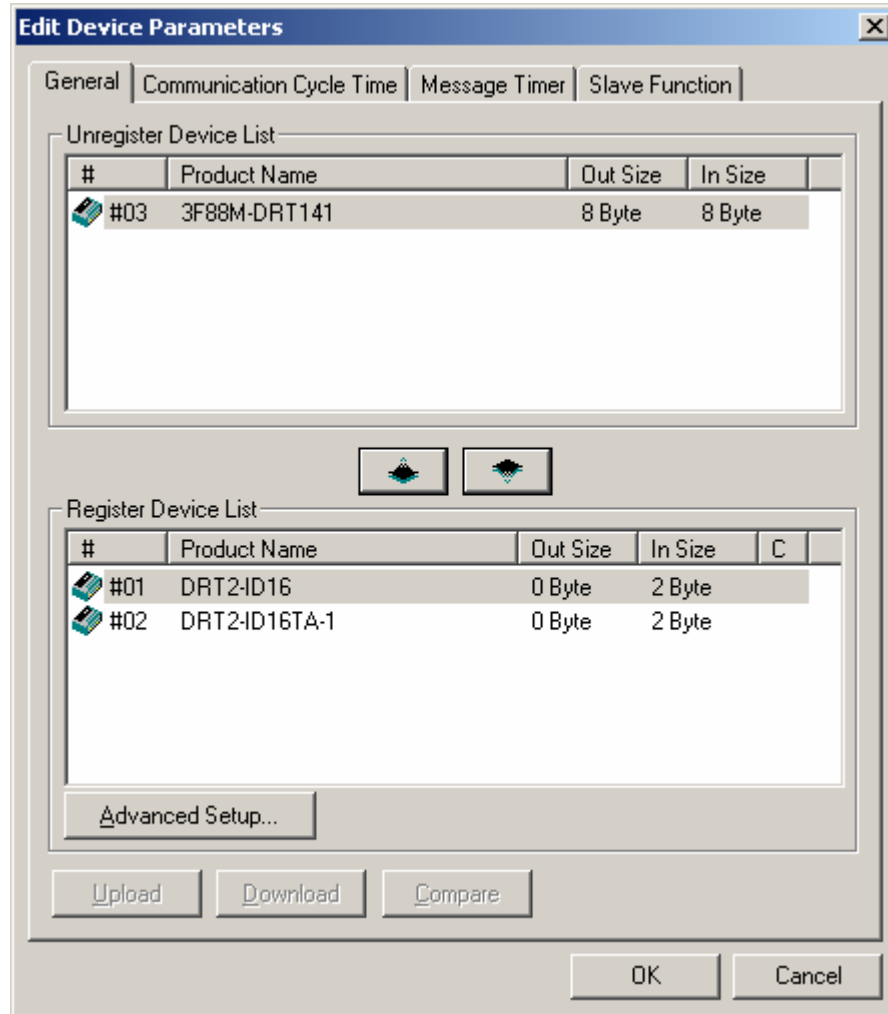 Edit Device Parameters
General Communication Cycle Time Message Timer Slave Function
Unregister Device List
# Product Name Out Size In Size
#03 3F88M-DRT141 8 Byte 8 Byte
Register Device List
# Product Name Out Size In Size C
#01 DRT2-ID16 0 Byte 2 Byte
#02 DRT2-ID16TA-1 0 Byte 2 Byte
Advanced Setup...
Upload Download Compare
OK Cancel